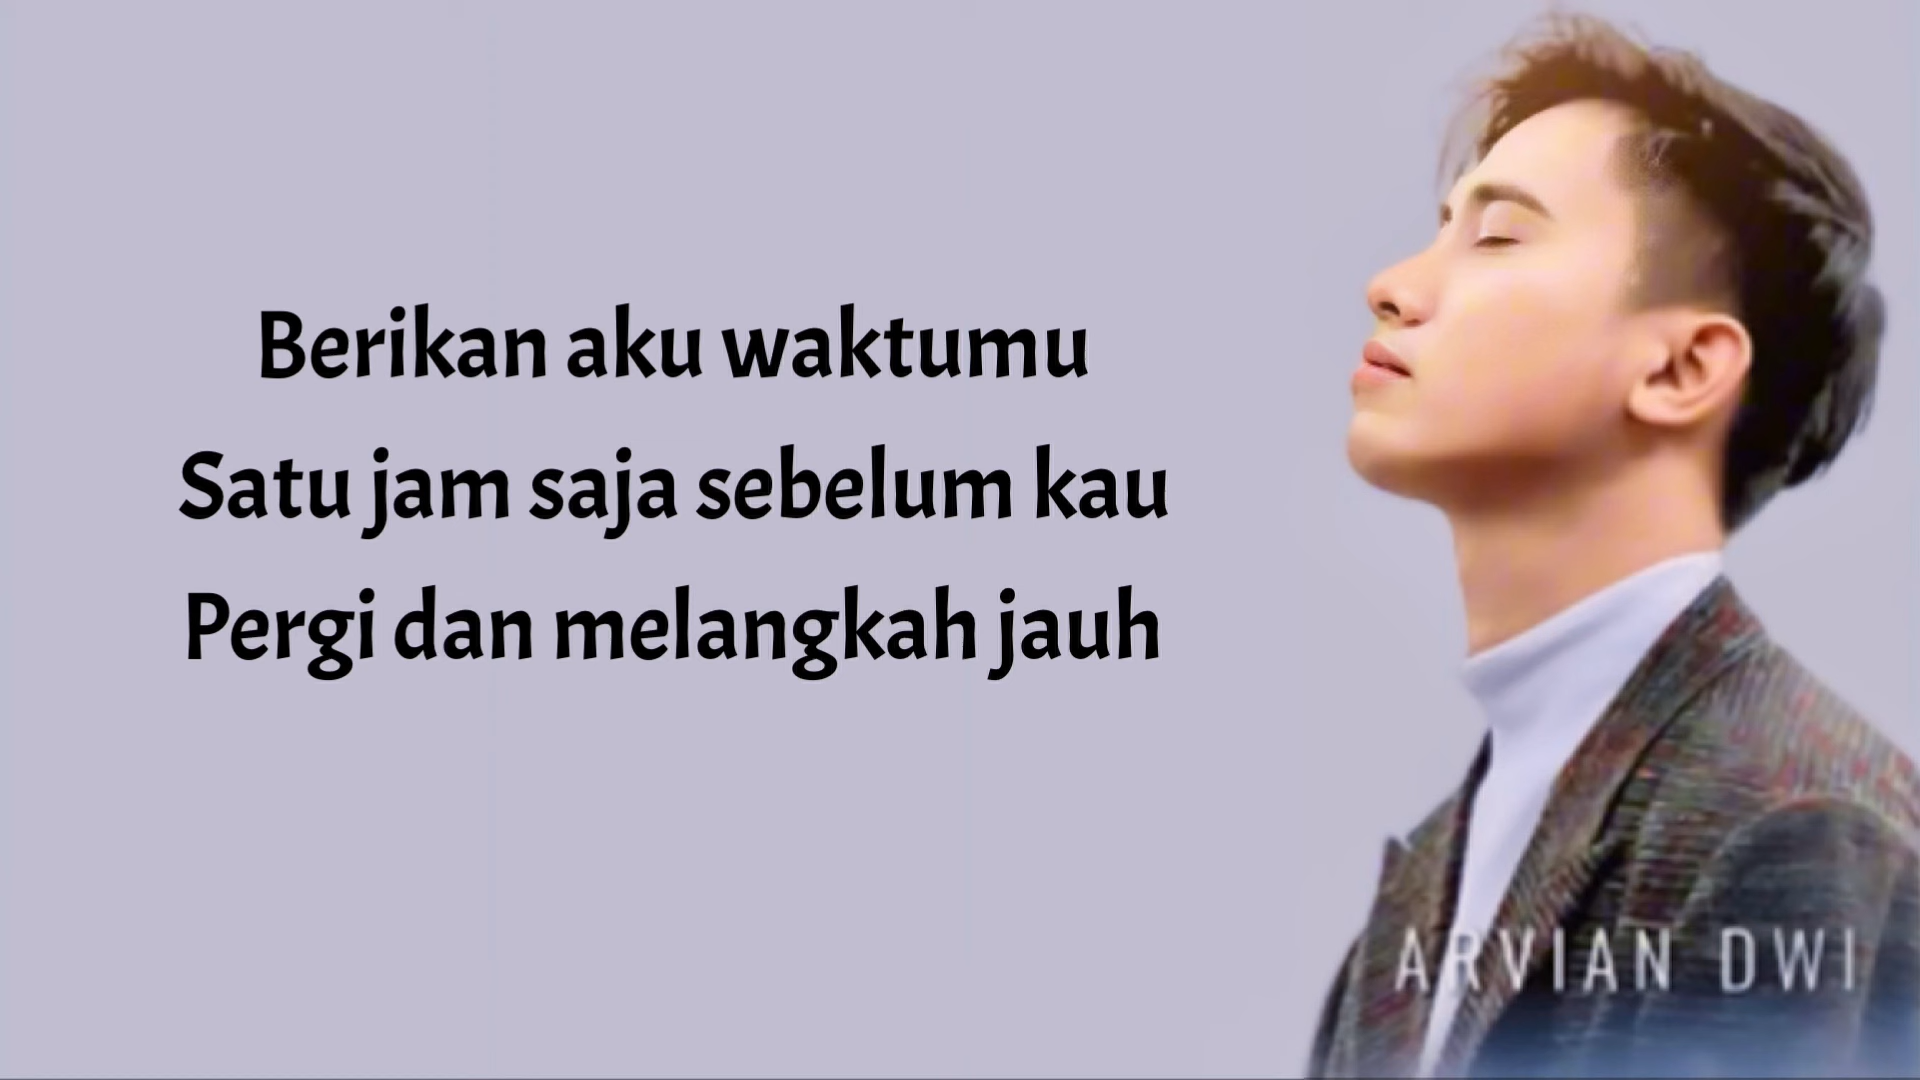 Berikan aku waktumu
Satu jam saja sebelum kau
Pergi dan melangkah jauh
ARVIAN DWI